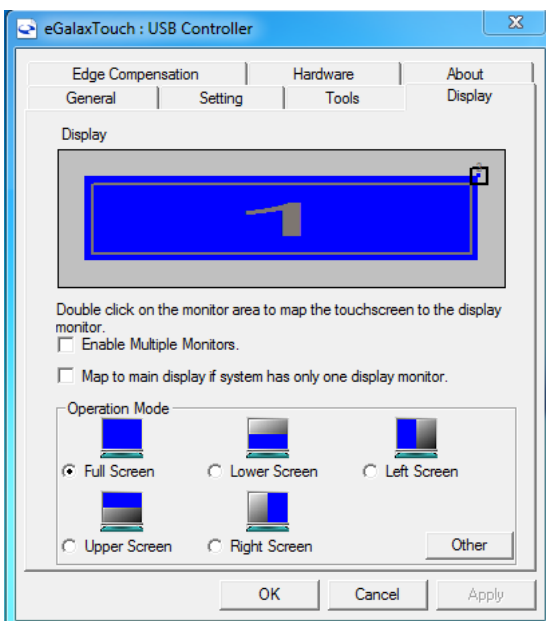 eGalaxTouch : USB Controller
Edge Compensation Hardware About
General Setting Tools Display
Display
1
Double click on the monitor area to map the touchscreen to the display
monitor.
Enable Multiple Monitors.
Map to main display if system has only one display monitor.
Operation Mode
Full Screen Lower Screen Left Screen
Upper Screen Right Screen Other
OK Cancel Apply